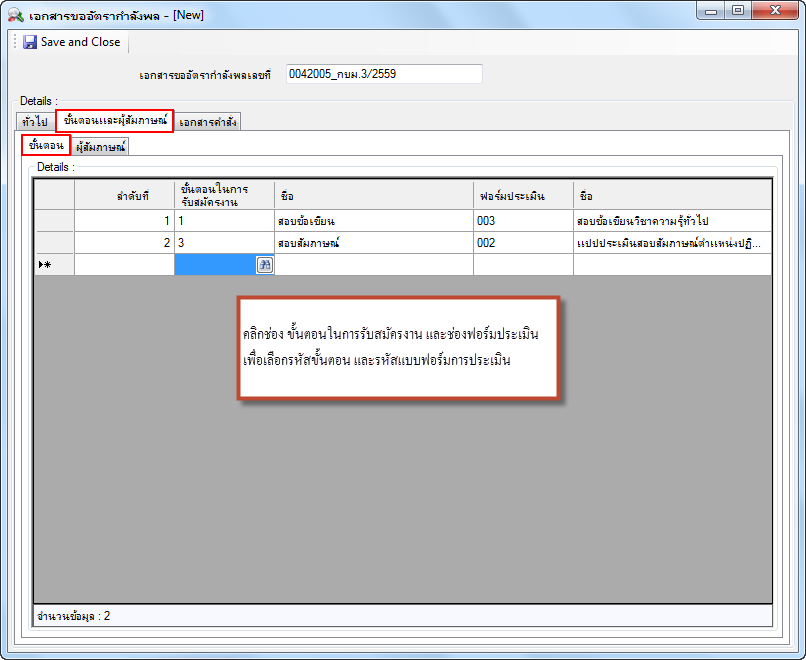 เอกสารขออัตรากำลังพล - [New]
Save and Close
เอกสารขออัตรากำลังพลเลขที่ 0042005_กบม.3/2559
Details :
ทั่วไป ขั้นตอนและผู้สัมภาษณ์ เอกสารคำสั่ง
ขั้นตอน ผู้สัมภาษณ์
Details :
ลำดับที่ ขั้นตอนในการรับสมัครงาน ชื่อ ฟอร์มประเมิน ชื่อ
1 1 สอบข้อเขียน 003 สอบข้อเขียนวิชาความรู้ทั่วไป
2 3 สอบสัมภาษณ์ 002 แปปประเมินสอบสัมภาษณ์ตำแหน่งปฏิ...
คลิกช่อง ขั้นตอนในการรับสมัครงาน และช่องฟอร์มประเมิน
เพื่อเลือกรหัสขั้นตอน และรหัสแบบฟอร์มการประเมิน
จำนวนข้อมูล : 2